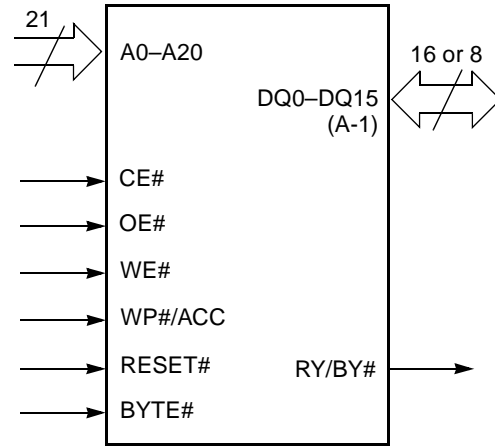 21
A0–A20
16 or 8
DQ0–DQ15
(A-1)
CE#
OE#
WE#
WP#/ACC
RESET#
RY/BY#
BYTE#